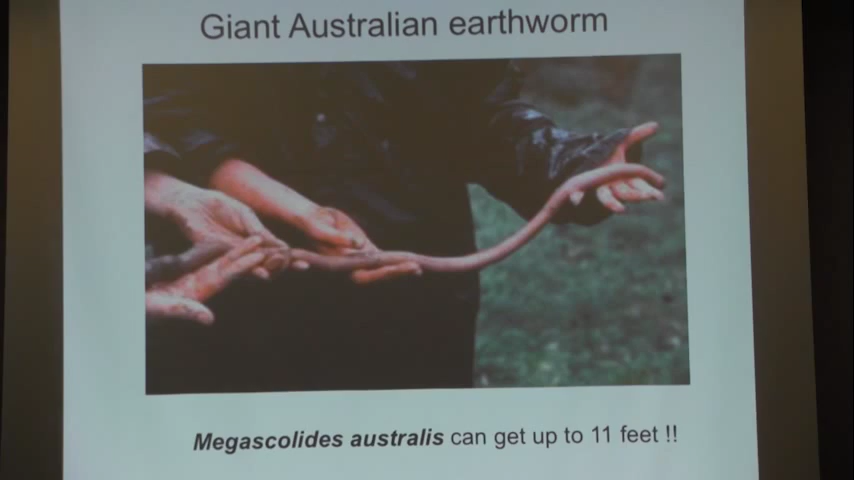 Giant Australian earthworm
Megascolides australis can get up to 11 feet !!